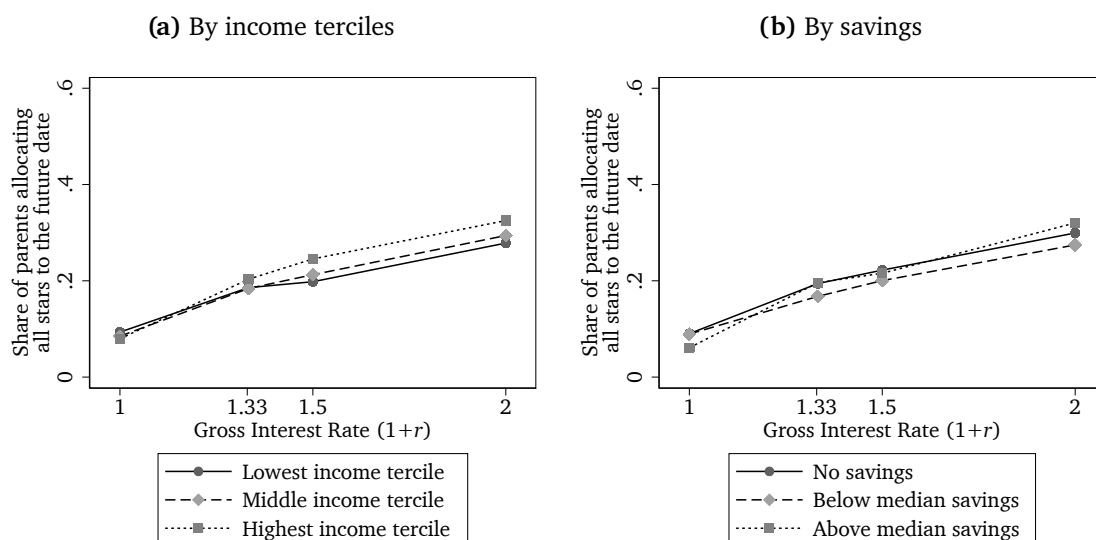 (a) By income terciles
Share of parents allocating
all stars to the future date
.6
.4
.2
0
1 1.33 1.5 2
Gross Interest Rate (1+r)
Lowest income tercile
Middle income tercile
Highest income tercile
(b) By savings
Share of parents allocating
all stars to the future date
.6
.4
.2
0
1 1.33 1.5 2
Gross Interest Rate (1+r)
No savings
Below median savings
Above median savings